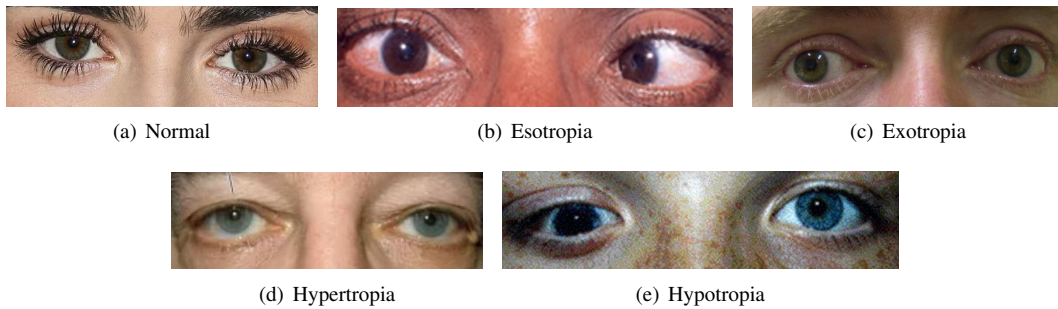 (a) Normal
(b) Esotropia
(c) Exotropia
(d) Hypertropia
(e) Hypotropia